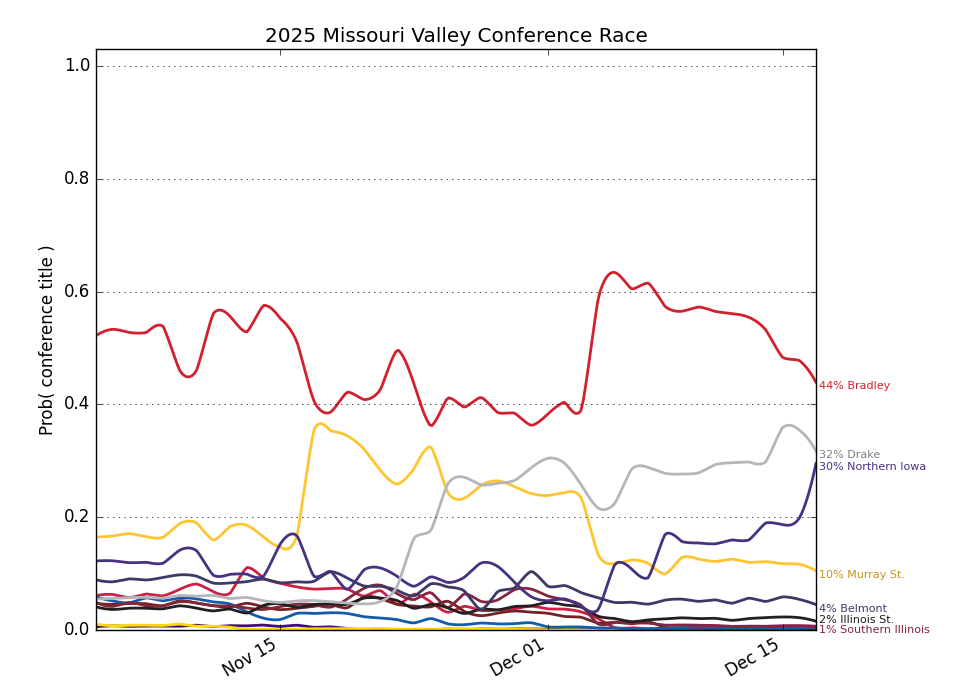 2025 Missouri Valley Conference Race
1.0
0.8
0.6
0.4
0.2
0.0
Prob( conference title )
44% Bradley
32% Drake
30% Northern Iowa
10% Murray St.
4% Belmont
2% Illinois St.
1% Southern Illinois
Nov 15
Dec 01
Dec 15